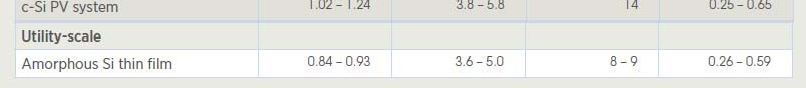 c-Si PV system 1.02 – 1.24 3.8 – 5.8 14 0.25 – 0.65
Utility-scale
Amorphous Si thin film 0.84 – 0.93 3.6 – 5.0 8 – 9 0.26 – 0.59